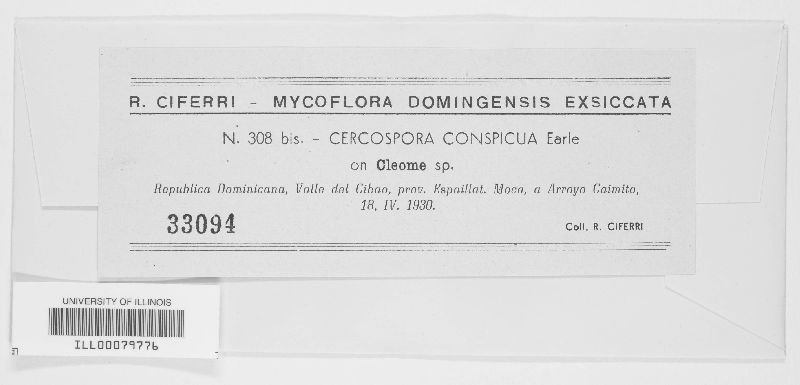 R. CIFERRI – MYCOFLORA DOMINGENSIS EXSICCATA
N. 308 bis. – CERCOSPORA CONSPICUA Earle
on Cleome sp.
Republica Dominicana, Valle del Cibao, prov. Espaillat. Moca, a Arroyo Caimito,
18, IV. 1930.
33094
Coll. R. CIFERRI
UNIVERSITY OF ILLINOIS
ILL00079776